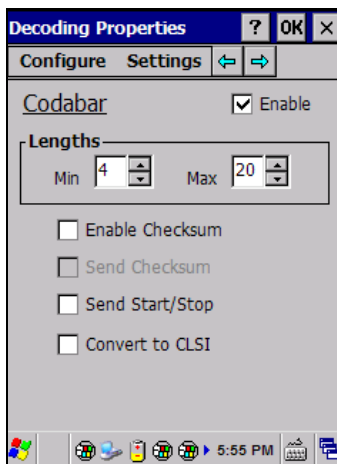 Decoding Properties ? OK ×
Configure Settings
Codabar Enable
Lengths
Min 4 Max 20
Enable Checksum
Send Checksum
Send Start/Stop
Convert to CLSI
5:55 PM